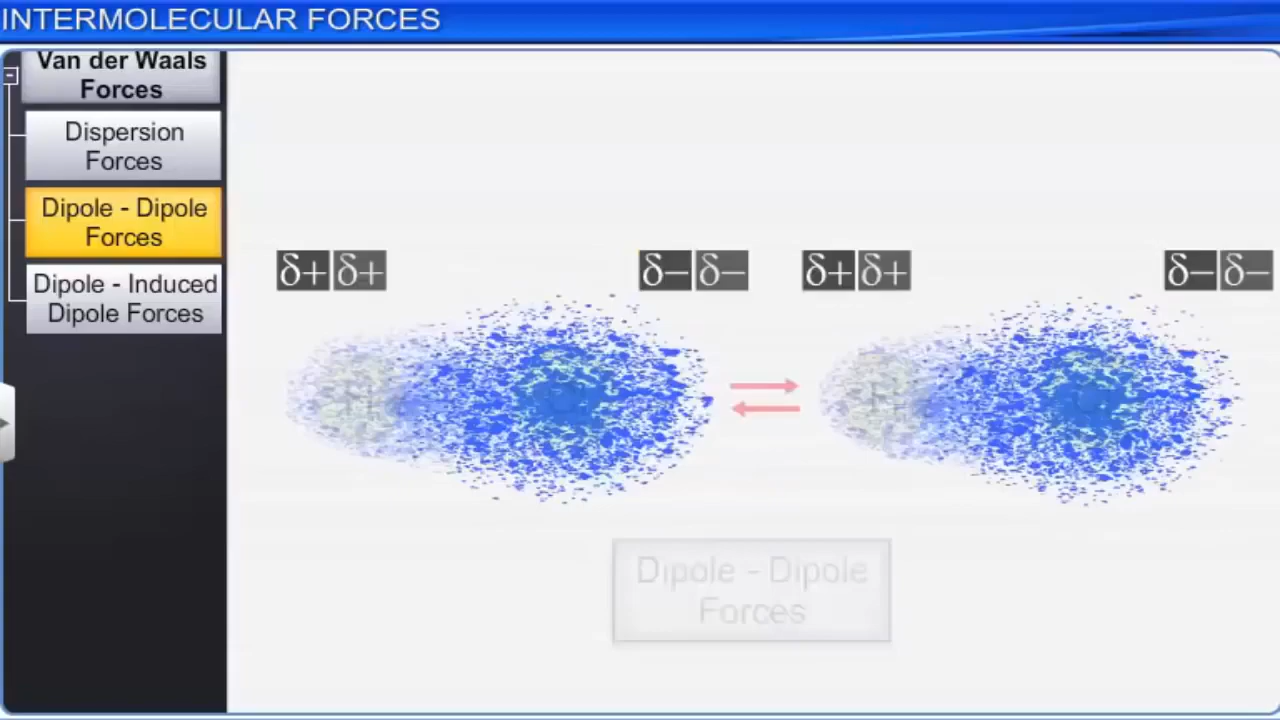 INTERMOLECULAR FORCES
Van der Waals
Forces
Dispersion
Forces
Dipole - Dipole
Forces
Dipole - Induced
Dipole Forces
δ+ δ+ δ− δ− δ+ δ+ δ− δ−
Dipole - Dipole
Forces